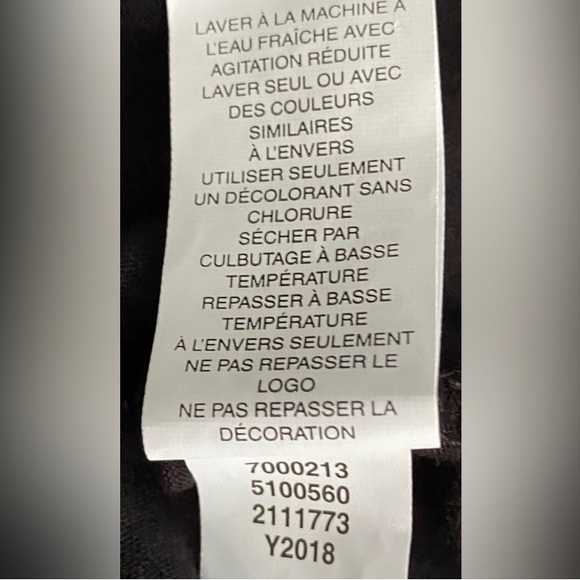 LAVER À LA MACHINE À
L'EAU FRAÎCHE AVEC
AGITATION RÉDUITE
LAVER SEUL OU AVEC
DES COULEURS
SIMILAIRES
À L'ENVERS
UTILISER SEULEMENT
UN DÉCOLORANT SANS
CHLORURE
SÉCHER PAR
CULBUTAGE À BASSE
TEMPÉRATURE
REPASSER À BASSE
TEMPÉRATURE
À L'ENVERS SEULEMENT
NE PAS REPASSER LE
LOGO
NE PAS REPASSER LA
DÉCORATION
7000213
5100560
2111773
Y2018